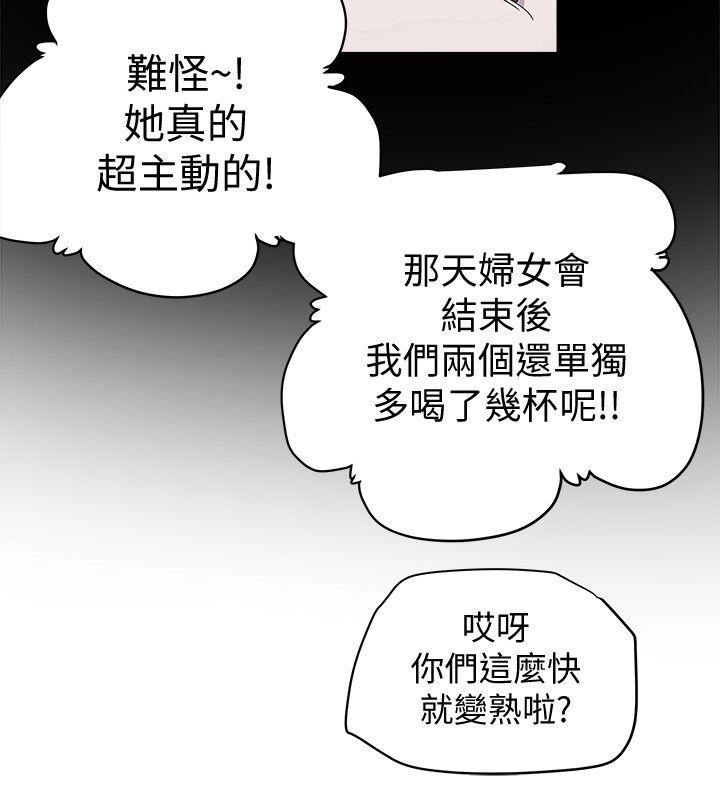 難怪~!
她真的
超主動的!
那天婦女會
結束後
我們兩個還單獨
多喝了幾杯呢!!
哎呀
你們這麼快
就變熟啦?